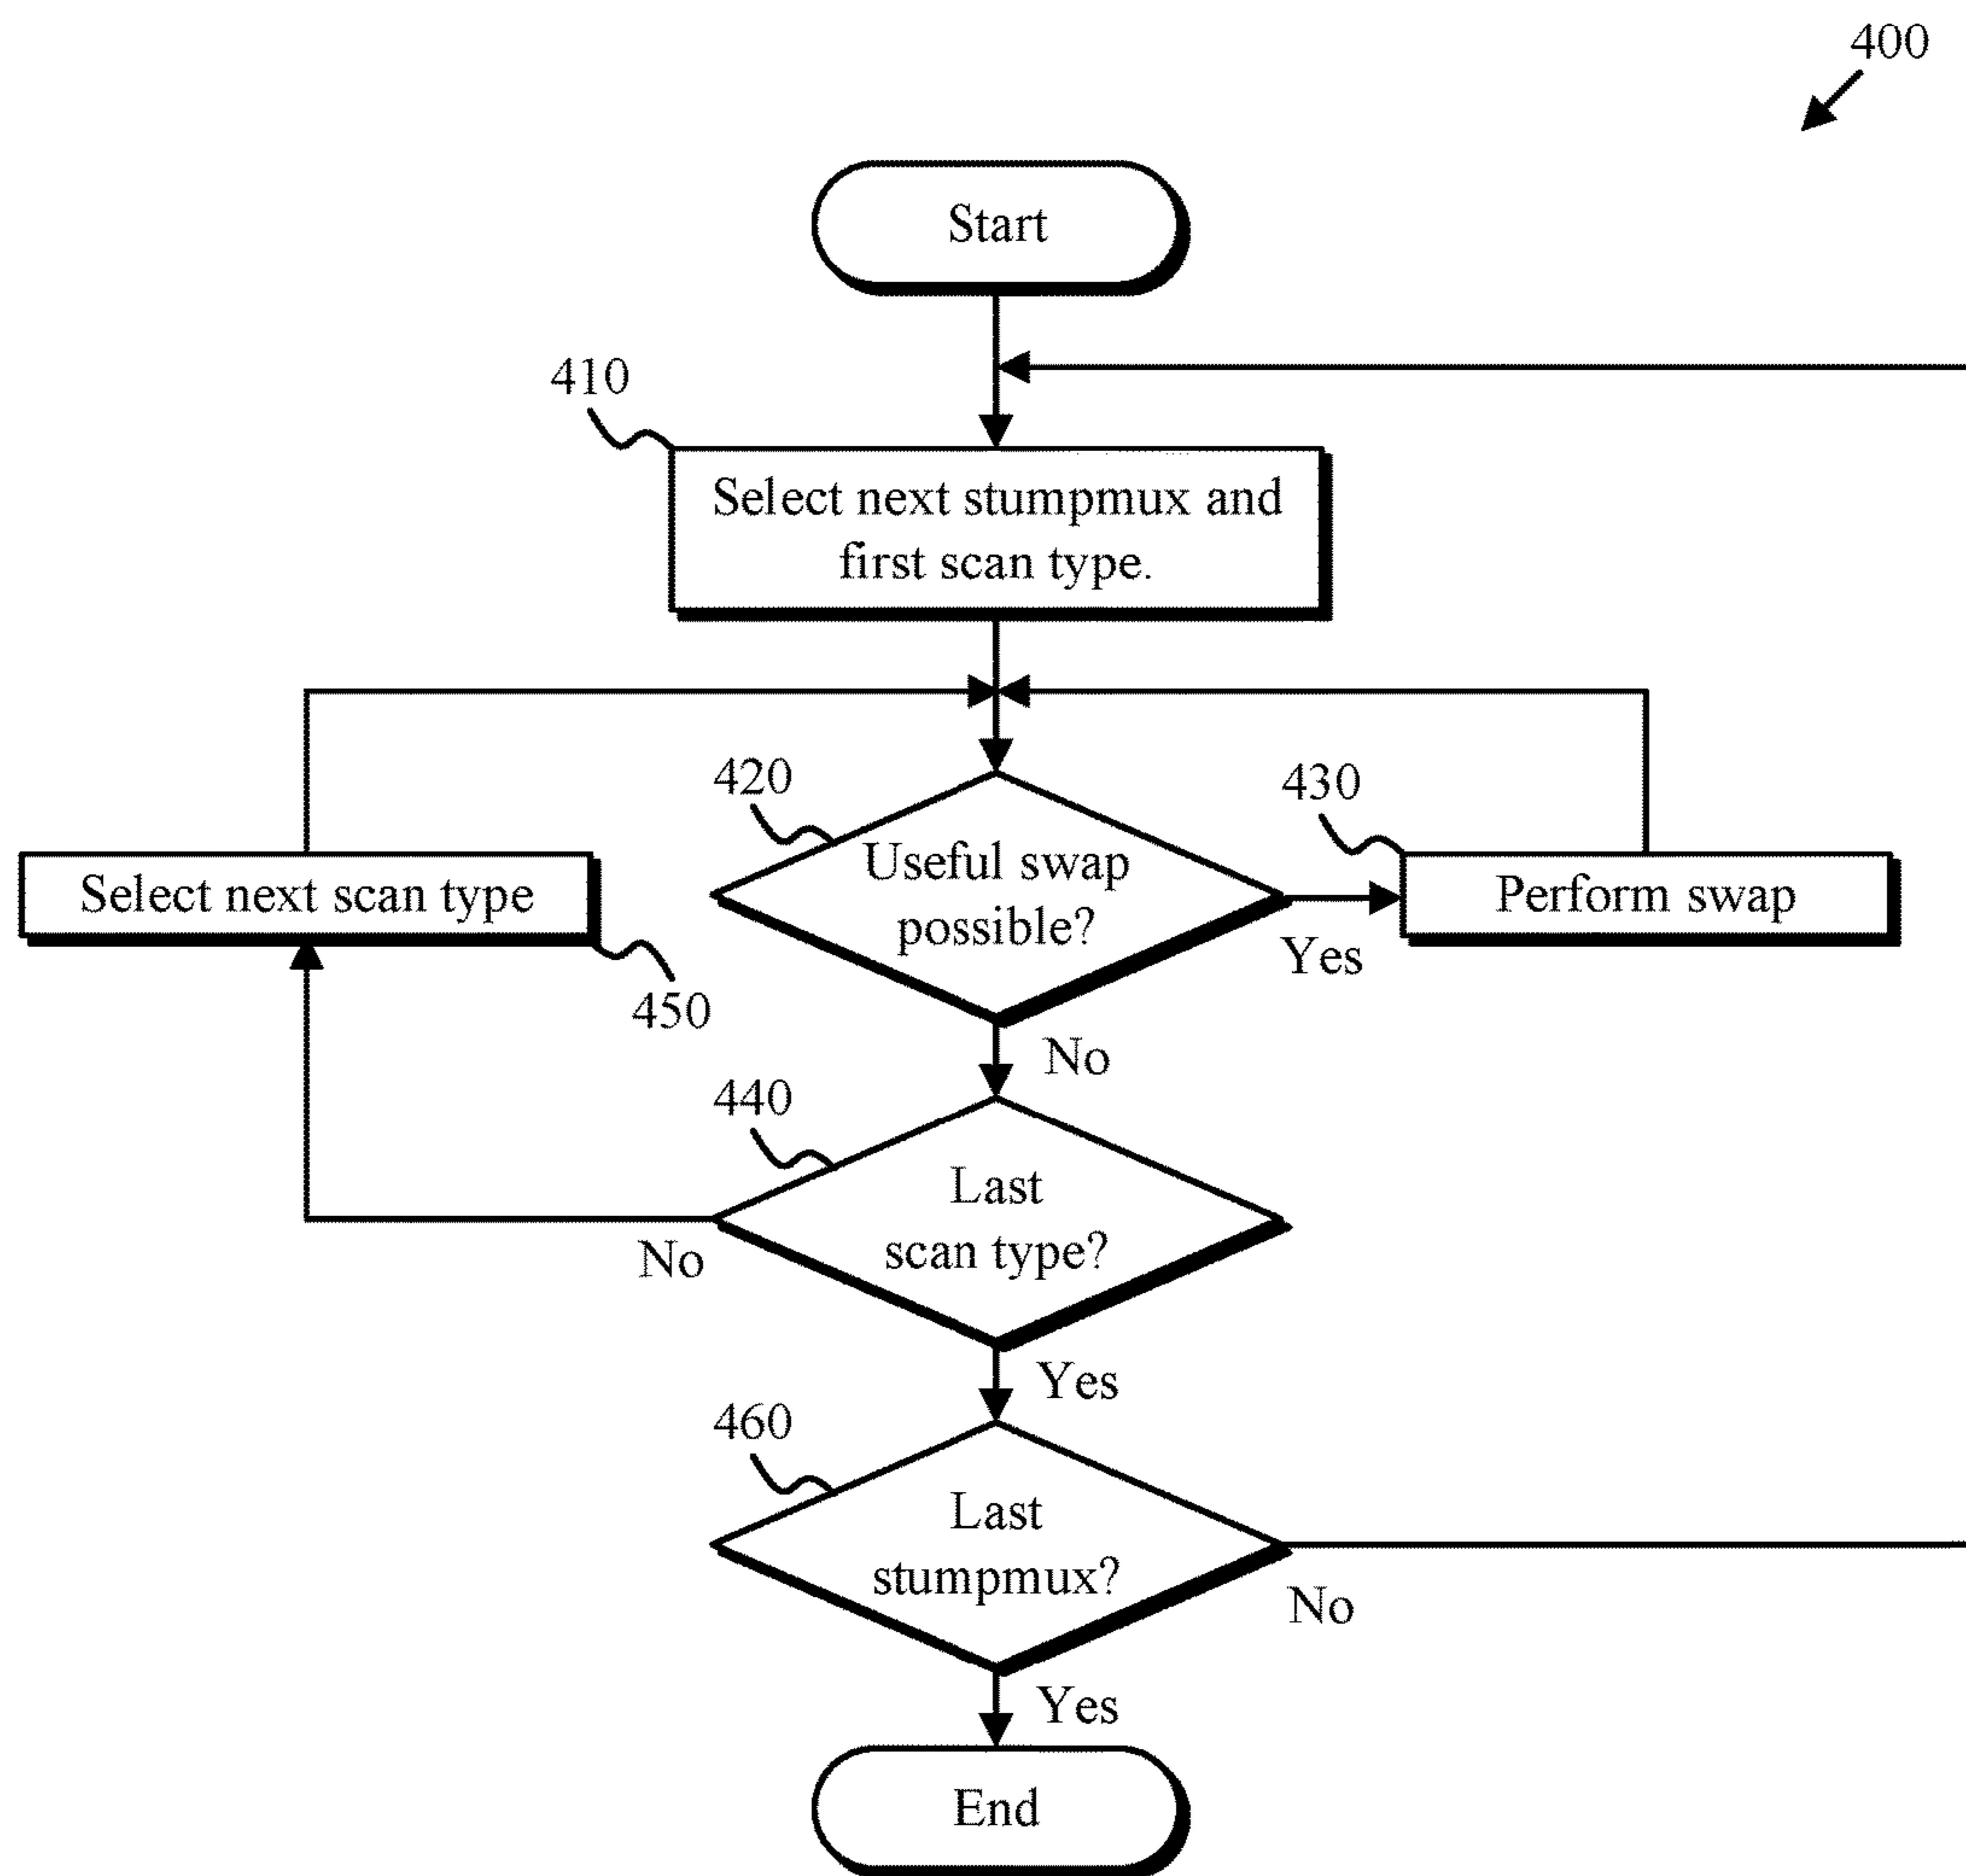 400
Start
410
Select next stumpmux and
first scan type.
420
430
Useful swap
possible?
Select next scan type
Perform swap
Yes
450
No
440
Last
scan type?
No
Yes
460
Last
stumpmux?
No
Yes
End